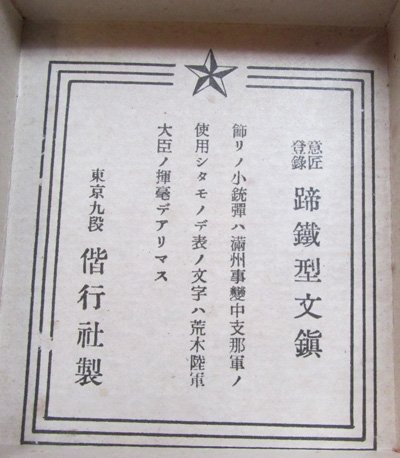 意匠登錄 蹄鐵型文鎭
飾リノ小銃彈ハ滿州事變中支那軍ノ
使用シタモノデ表ノ文字ハ荒木陸軍
大臣ノ揮毫デアリマス
東京九段 偕行社製